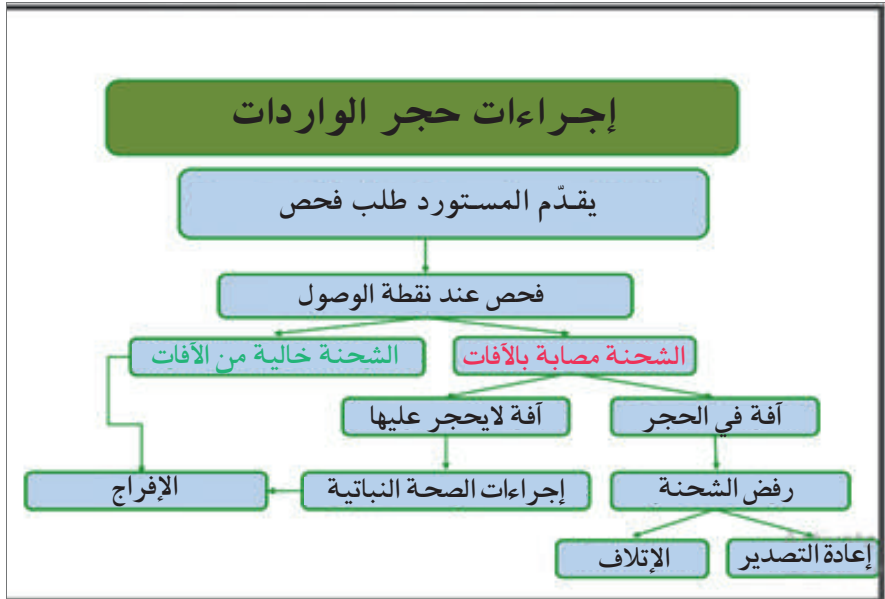 إجراءات حجر الواردات
يقدّم المستورد طلب فحص
فحص عند نقطة الوصول
الشحنة مصابة بالآفات
الشحنة خالية من الآفات
آفة في الحجر
آفة لايحجر عليها
رفض الشحنة
إجراءات الصحة النباتية
الإفراج
إعادة التصدير
الإتلاف